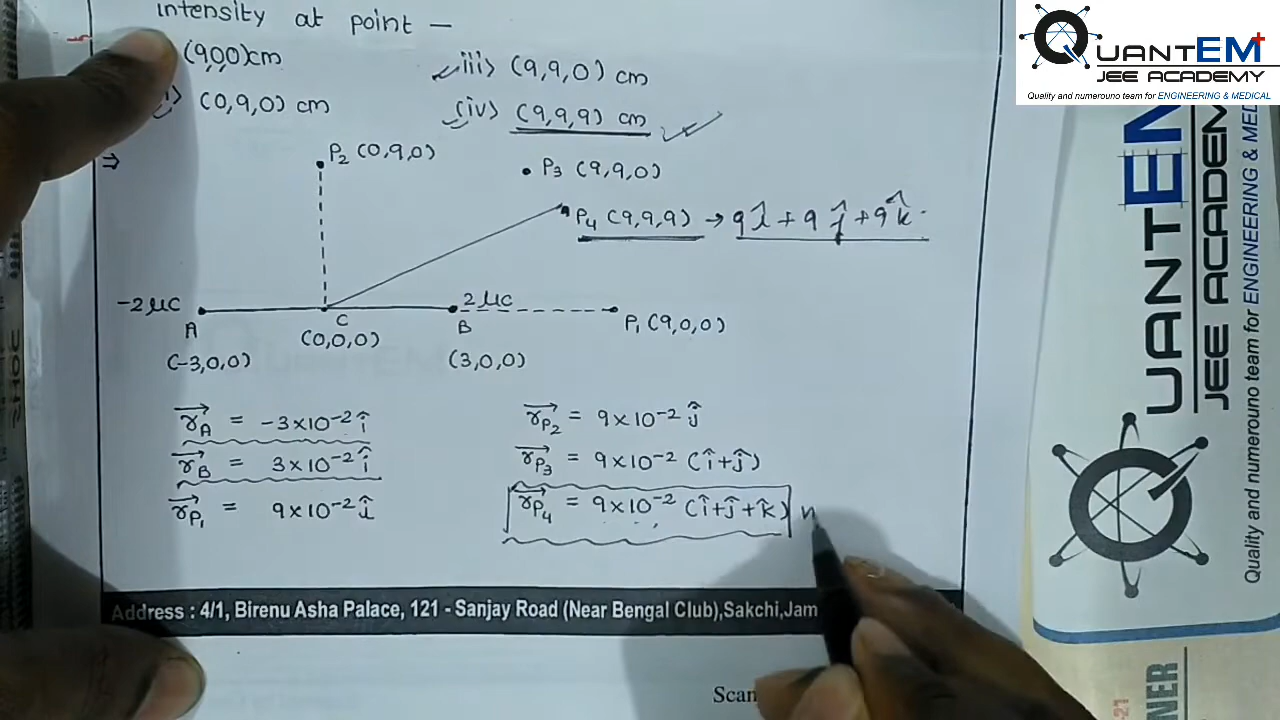 intensity at point —
(9,0,0)cm
iii> (9,9,0) cm
(0,9,0) cm
(iv) (9,9,9) cm
⇒
P₂ (0,9,0)
P₃ (9,9,0)
P₄ (9,9,9) → 9î + 9ĵ + 9k̂
-2μC
2μC
A
C
B
P₁ (9,0,0)
(-3,0,0)
(0,0,0)
(3,0,0)
r⃗A = -3×10⁻² î
r⃗B = 3×10⁻² î
r⃗P₁ = 9×10⁻² î
r⃗P₂ = 9×10⁻² ĵ
r⃗P₃ = 9×10⁻² (î+ĵ)
r⃗P₄ = 9×10⁻² (î+ĵ+k̂)
Address : 4/1, Birenu Asha Palace, 121 - Sanjay Road (Near Bengal Club),Sakchi,Jam
Scan
QUANTEM+
JEE ACADEMY
Quality and numerouno team for ENGINEERING & MEDICAL
QUANTEM
JEE ACADEMY
Quality and numerouno team for ENGINEERING & MED